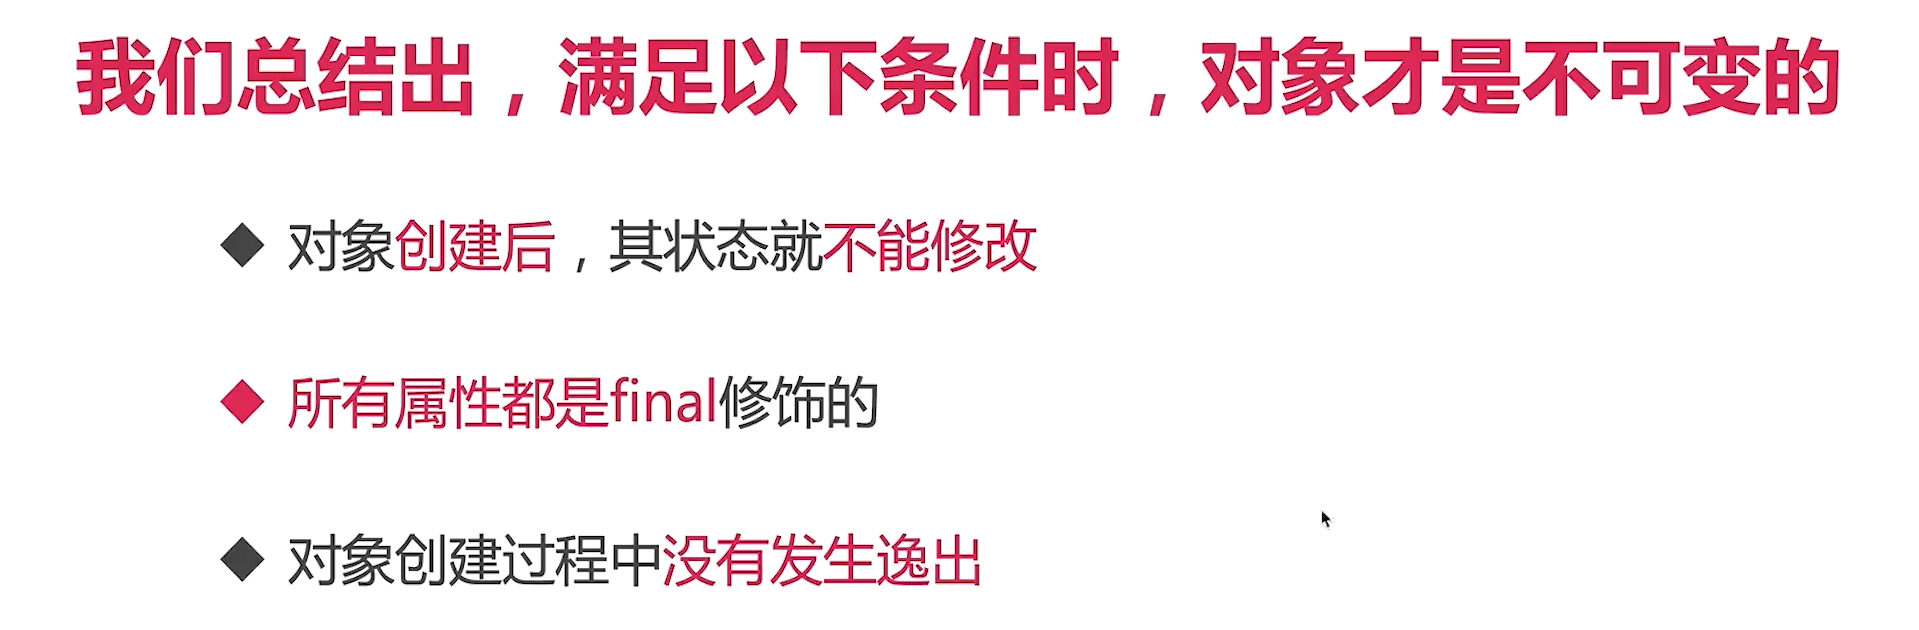 我们总结出，满足以下条件时，对象才是不可变的
对象创建后，其状态就不能修改
所有属性都是final修饰的
对象创建过程中没有发生逸出